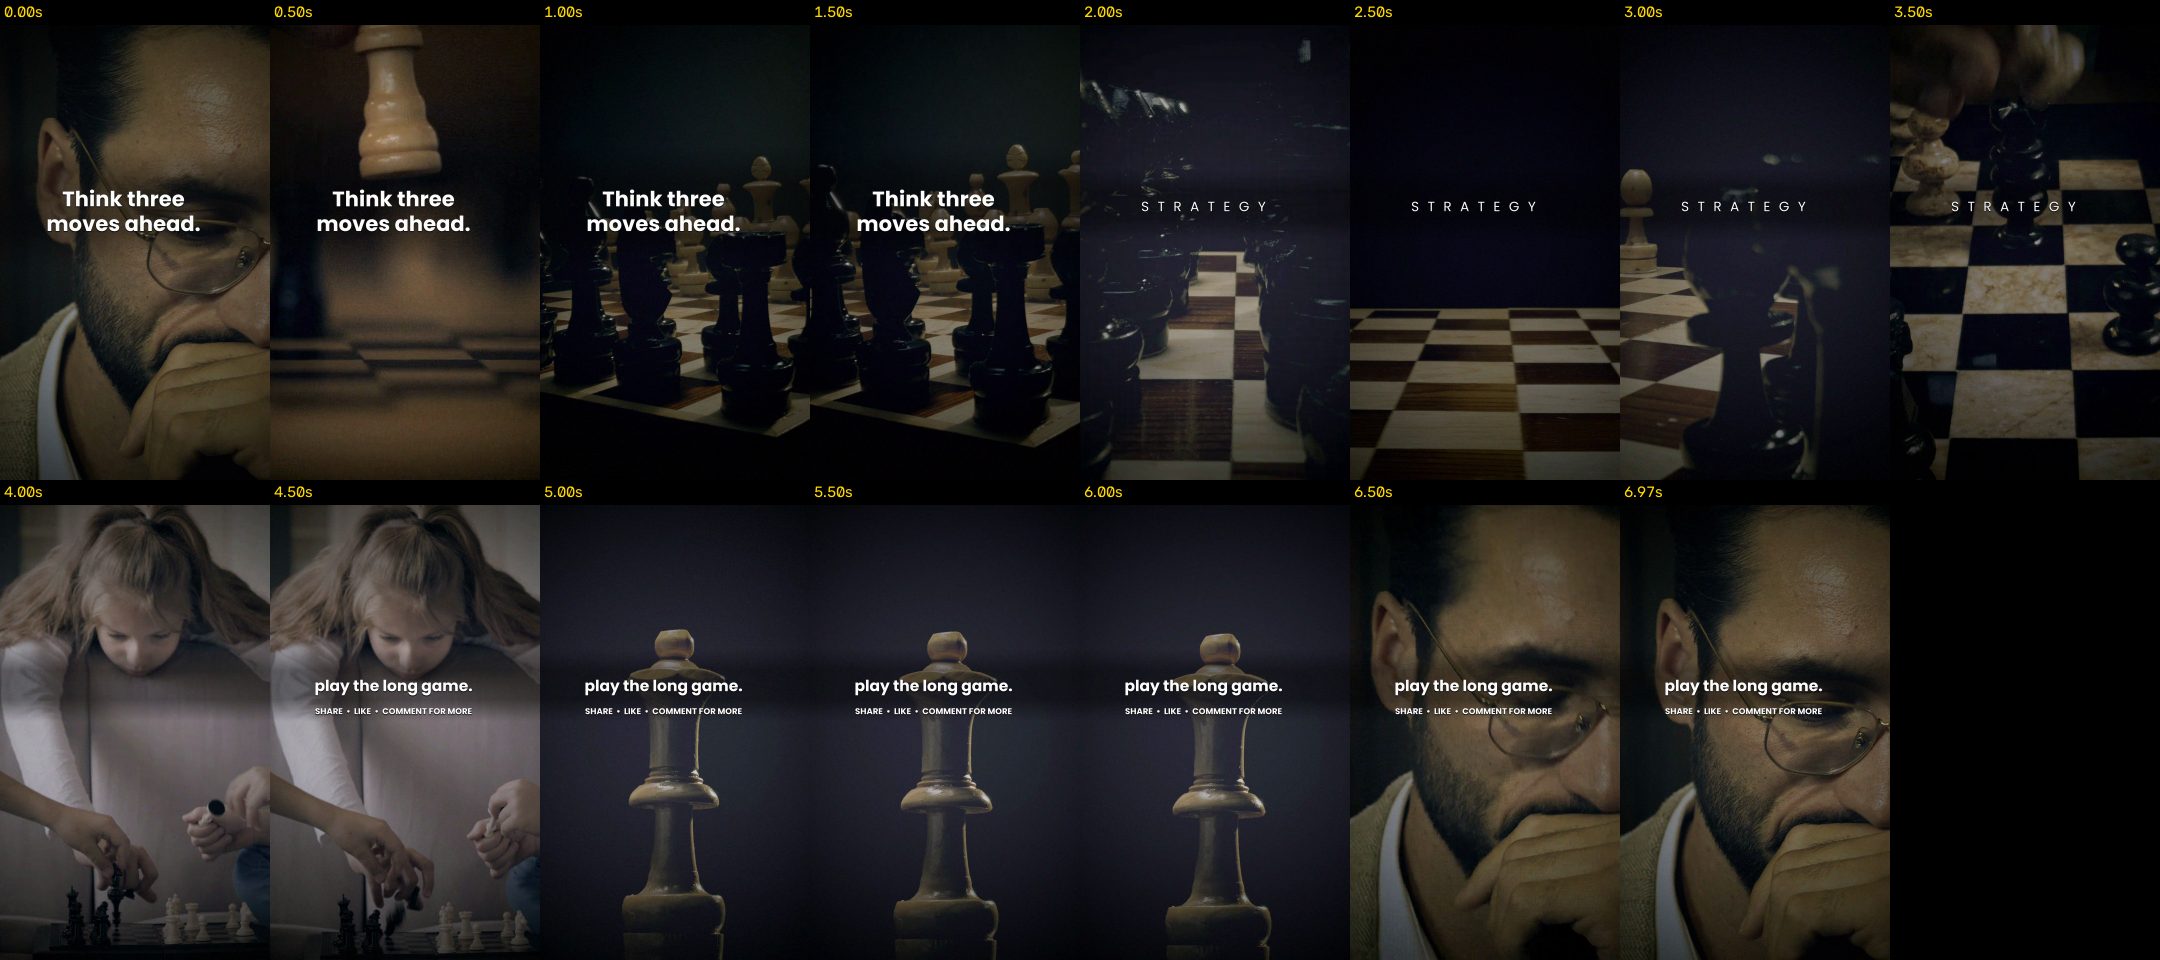 0.00s
0.50s
1.00s
1.50s
2.00s
2.50s
3.00s
3.50s
Think three
moves ahead.
Think three
moves ahead.
Think three
moves ahead.
Think three
moves ahead.
STRATEGY
STRATEGY
STRATEGY
STRATEGY
4.00s
4.50s
5.00s
5.50s
6.00s
6.50s
6.97s
play the long game.
SHARE • LIKE • COMMENT FOR MORE
play the long game.
SHARE • LIKE • COMMENT FOR MORE
play the long game.
SHARE • LIKE • COMMENT FOR MORE
play the long game.
SHARE • LIKE • COMMENT FOR MORE
play the long game.
SHARE • LIKE • COMMENT FOR MORE
play the long game.
SHARE • LIKE • COMMENT FOR MORE